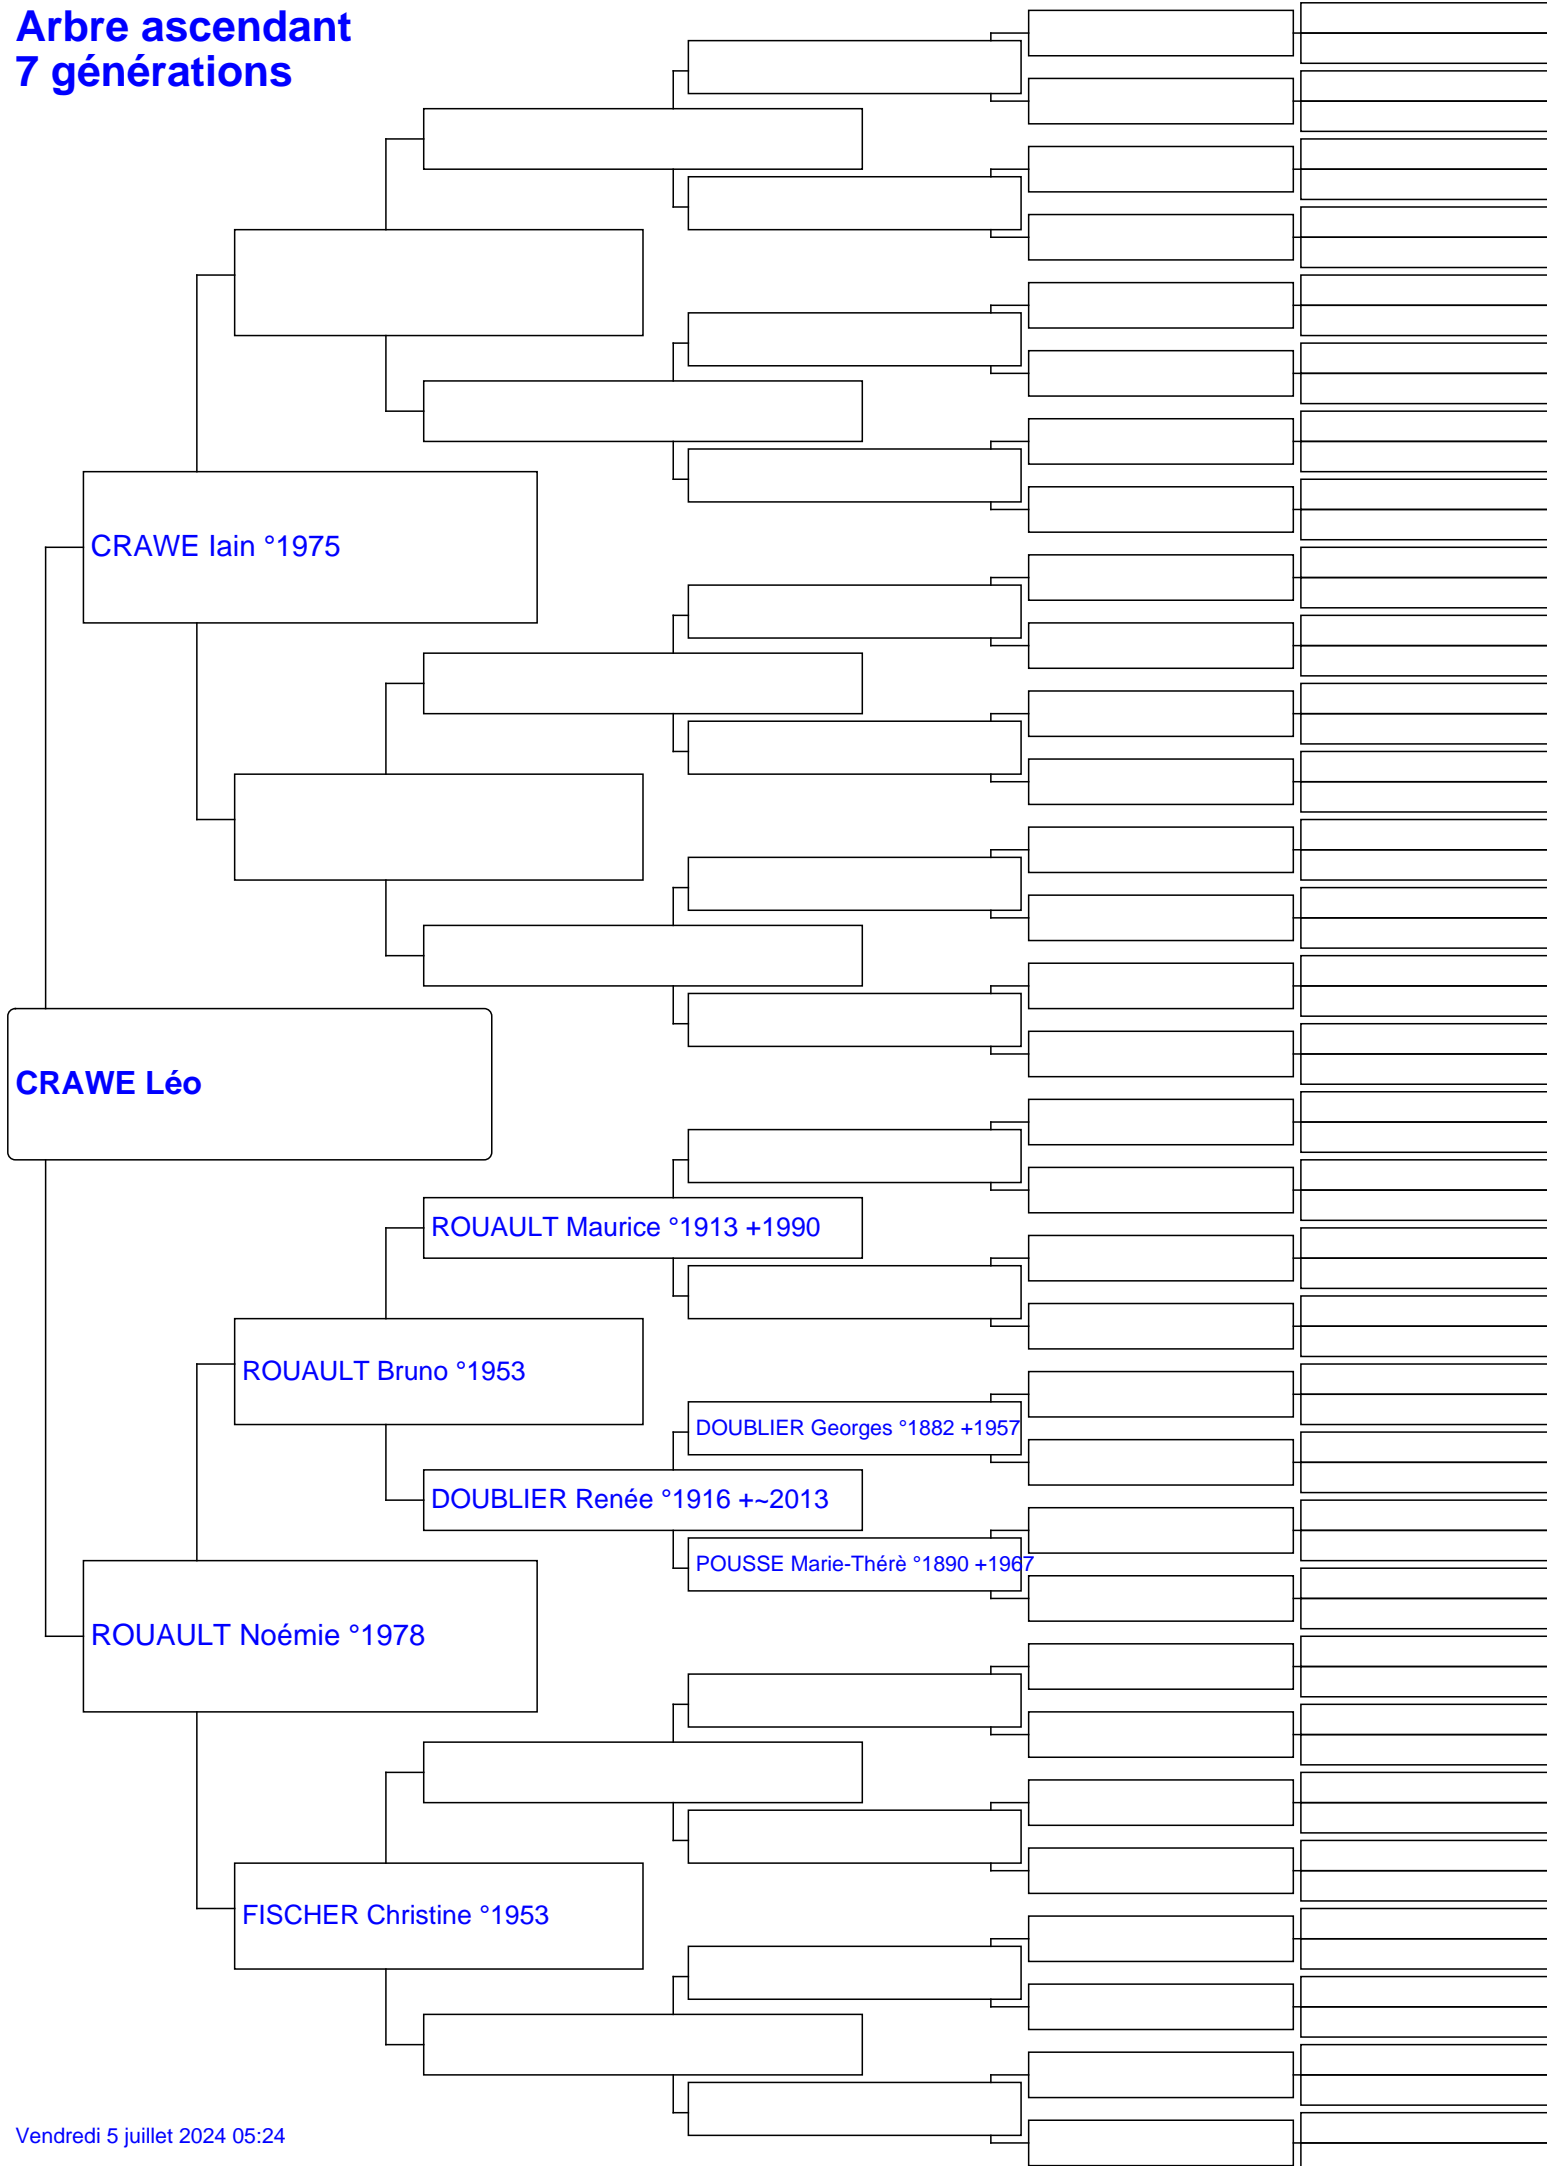 Arbre ascendant
7 générations
CRAWE Iain °1975
CRAWE Léo
ROUAULT Maurice °1913 +1990
ROUAULT Bruno °1953
DOUBLIER Georges °1882 +1957
DOUBLIER Renée °1916 +~2013
POUSSE Marie-Thérè °1890 +1967
ROUAULT Noémie °1978
FISCHER Christine °1953
Vendredi 5 juillet 2024 05:24